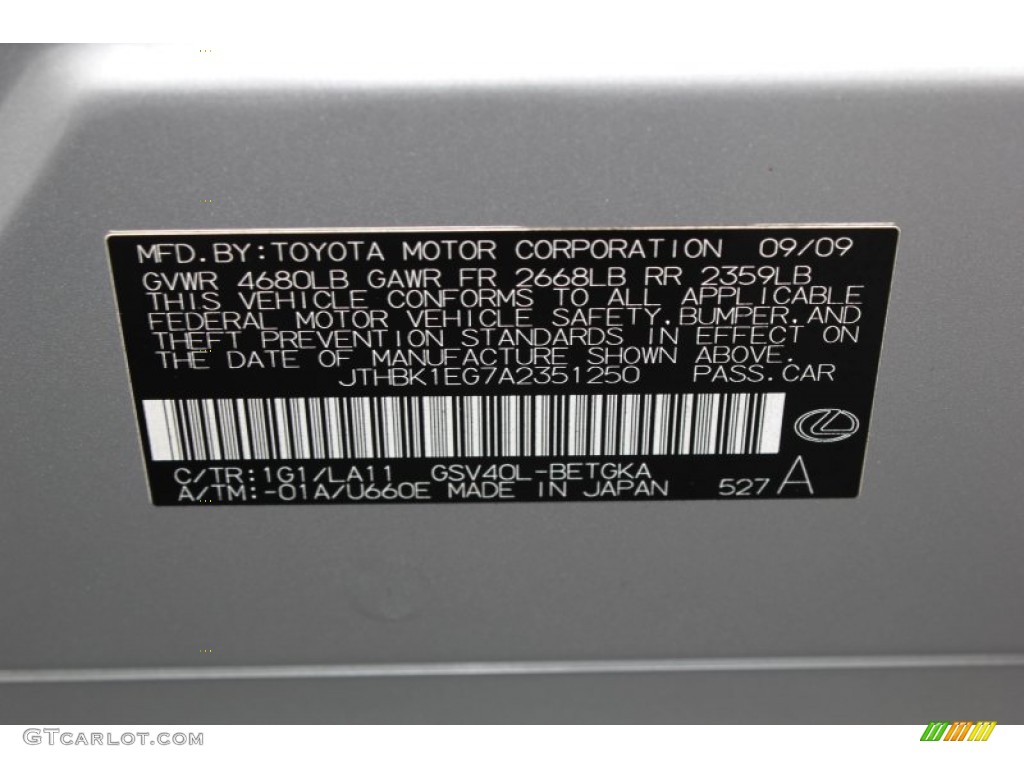 MFD. BY: TOYOTA MOTOR CORPORATION 09/09
GVWR 4680LB GAWR FR 2668LB RR 2359LB
THIS VEHICLE CONFORMS TO ALL APPLICABLE
FEDERAL MOTOR VEHICLE SAFETY, BUMPER, AND
THEFT PREVENTION STANDARDS IN EFFECT ON
THE DATE OF MANUFACTURE SHOWN ABOVE.
JTHBK1EG7A2351250 PASS. CAR
C/TR: 1G1/LA11 GSV40L-BETGKA
A/TM: -01A/U660E MADE IN JAPAN 527 A
GTCARLOT.COM